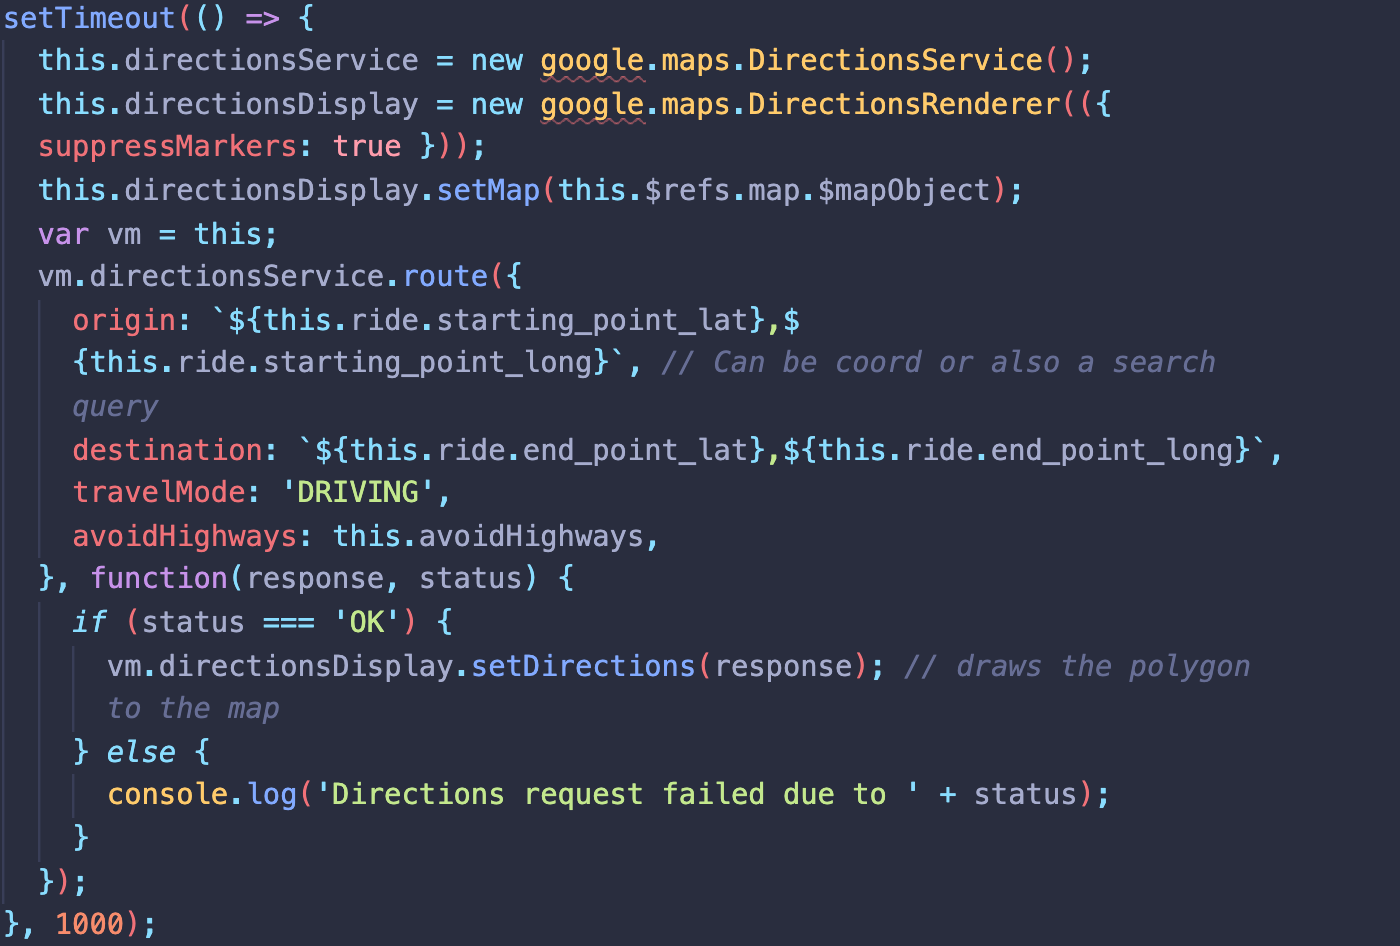 setTimeout(() => {
this.directionsService = new google.maps.DirectionsService();
this.directionsDisplay = new google.maps.DirectionsRenderer(({
suppressMarkers: true }));
this.directionsDisplay.setMap(this.$refs.map.$mapObject);
var vm = this;
vm.directionsService.route({
origin: `${this.ride.starting_point_lat},$
{this.ride.starting_point_long}`, // Can be coord or also a search
query
destination: `${this.ride.end_point_lat},${this.ride.end_point_long}`,
travelMode: 'DRIVING',
avoidHighways: this.avoidHighways,
}, function(response, status) {
if (status === 'OK') {
vm.directionsDisplay.setDirections(response); // draws the polygon
to the map
} else {
console.log('Directions request failed due to ' + status);
}
});
}, 1000);